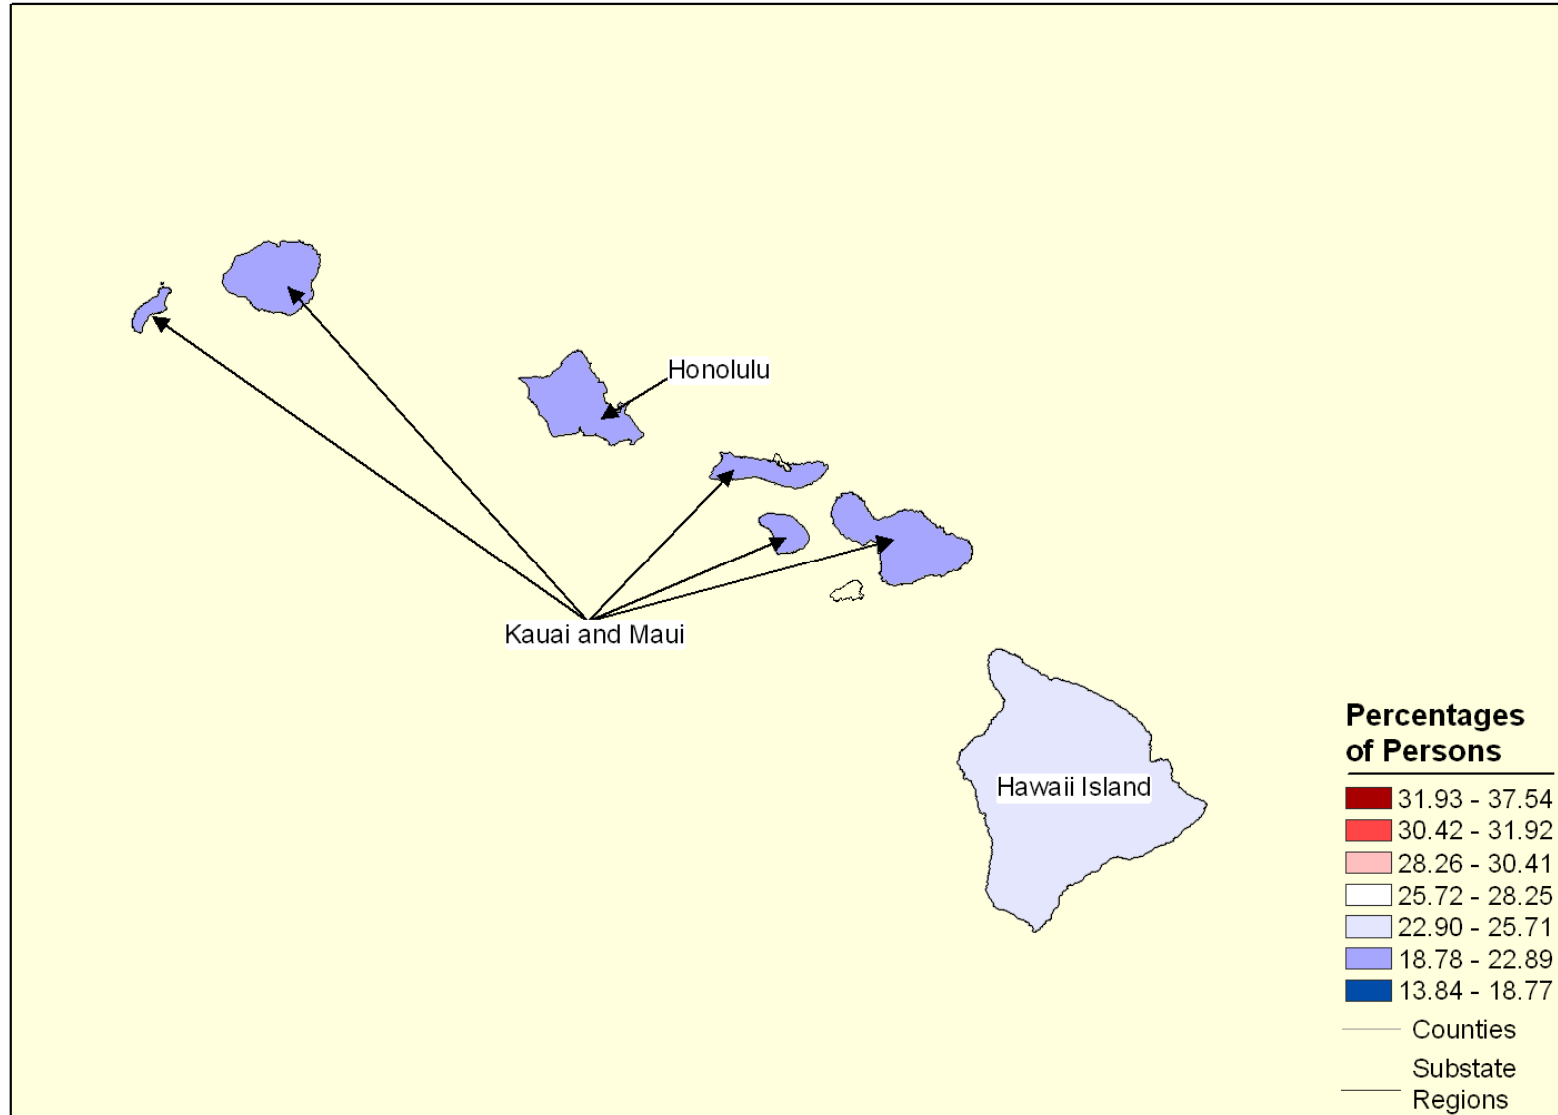 Honolulu
Kauai and Maui
Hawaii Island
Percentages
of Persons
31.93 - 37.54
30.42 - 31.92
28.26 - 30.41
25.72 - 28.25
22.90 - 25.71
18.78 - 22.89
13.84 - 18.77
Counties
Substate
Regions